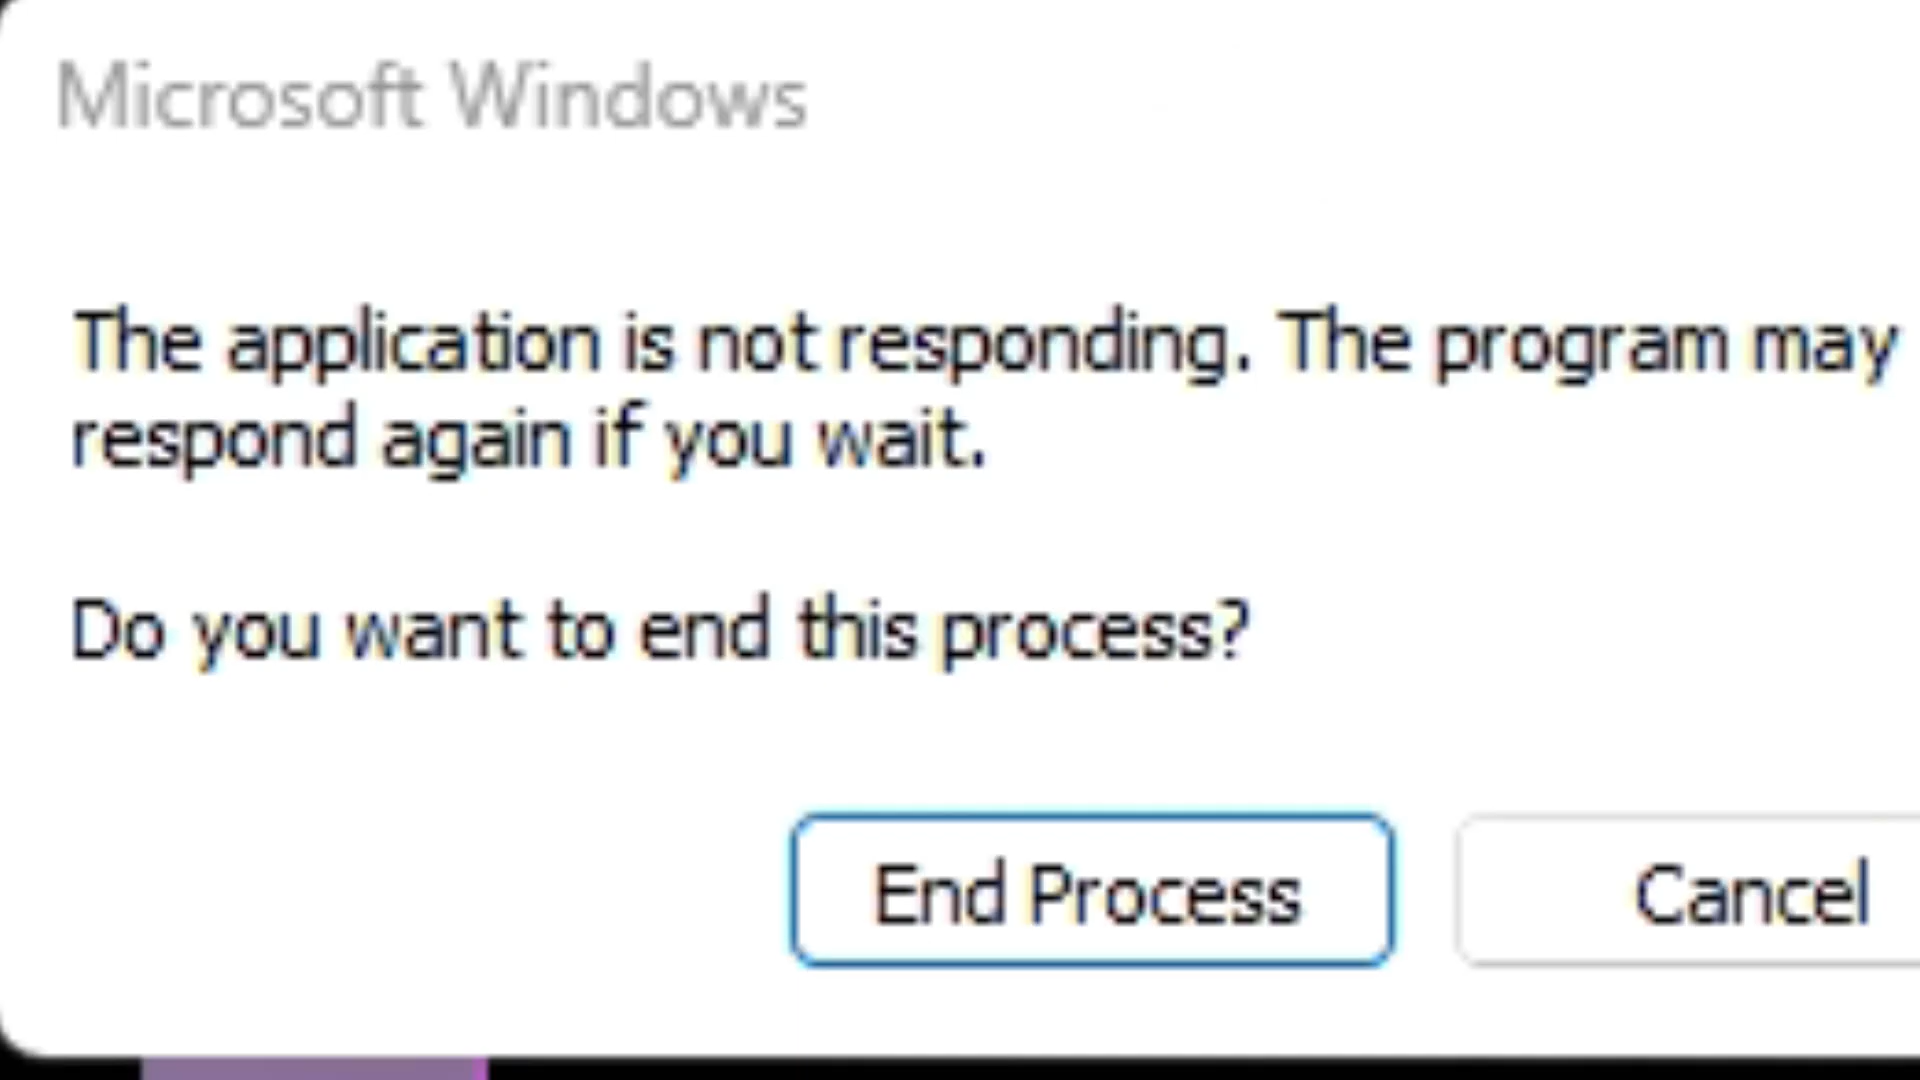 Microsoft Windows
The application is not responding. The program may
respond again if you wait.
Do you want to end this process?
End Process
Cancel